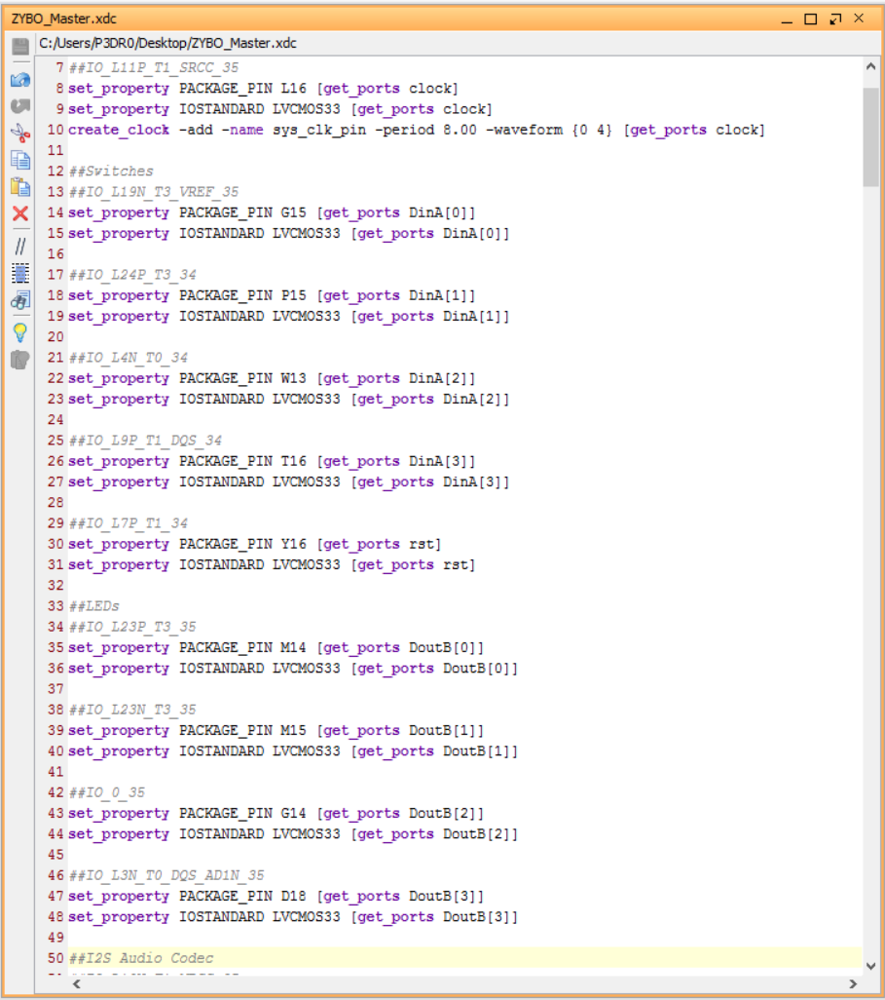 ZYBO_Master.xdc
C:/Users/P3DR0/Desktop/ZYBO_Master.xdc
7 ##IO_L11P_T1_SRCC_35
8 set_property PACKAGE_PIN L16 [get_ports clock]
9 set_property IOSTANDARD LVCMOS33 [get_ports clock]
10 create_clock -add -name sys_clk_pin -period 8.00 -waveform {0 4} [get_ports clock]
11
12 ##Switches
13 ##IO_L19N_T3_VREF_35
14 set_property PACKAGE_PIN G15 [get_ports DinA[0]]
15 set_property IOSTANDARD LVCMOS33 [get_ports DinA[0]]
16
17 ##IO_L24P_T3_34
18 set_property PACKAGE_PIN P15 [get_ports DinA[1]]
19 set_property IOSTANDARD LVCMOS33 [get_ports DinA[1]]
20
21 ##IO_L4N_T0_34
22 set_property PACKAGE_PIN W13 [get_ports DinA[2]]
23 set_property IOSTANDARD LVCMOS33 [get_ports DinA[2]]
24
25 ##IO_L9P_T1_DQS_34
26 set_property PACKAGE_PIN T16 [get_ports DinA[3]]
27 set_property IOSTANDARD LVCMOS33 [get_ports DinA[3]]
28
29 ##IO_L7P_T1_34
30 set_property PACKAGE_PIN Y16 [get_ports rst]
31 set_property IOSTANDARD LVCMOS33 [get_ports rst]
32
33 ##LEDs
34 ##IO_L23P_T3_35
35 set_property PACKAGE_PIN M14 [get_ports DoutB[0]]
36 set_property IOSTANDARD LVCMOS33 [get_ports DoutB[0]]
37
38 ##IO_L23N_T3_35
39 set_property PACKAGE_PIN M15 [get_ports DoutB[1]]
40 set_property IOSTANDARD LVCMOS33 [get_ports DoutB[1]]
41
42 ##IO_0_35
43 set_property PACKAGE_PIN G14 [get_ports DoutB[2]]
44 set_property IOSTANDARD LVCMOS33 [get_ports DoutB[2]]
45
46 ##IO_L3N_T0_DQS_AD1N_35
47 set_property PACKAGE_PIN D18 [get_ports DoutB[3]]
48 set_property IOSTANDARD LVCMOS33 [get_ports DoutB[3]]
49
50 ##I2S Audio Codec